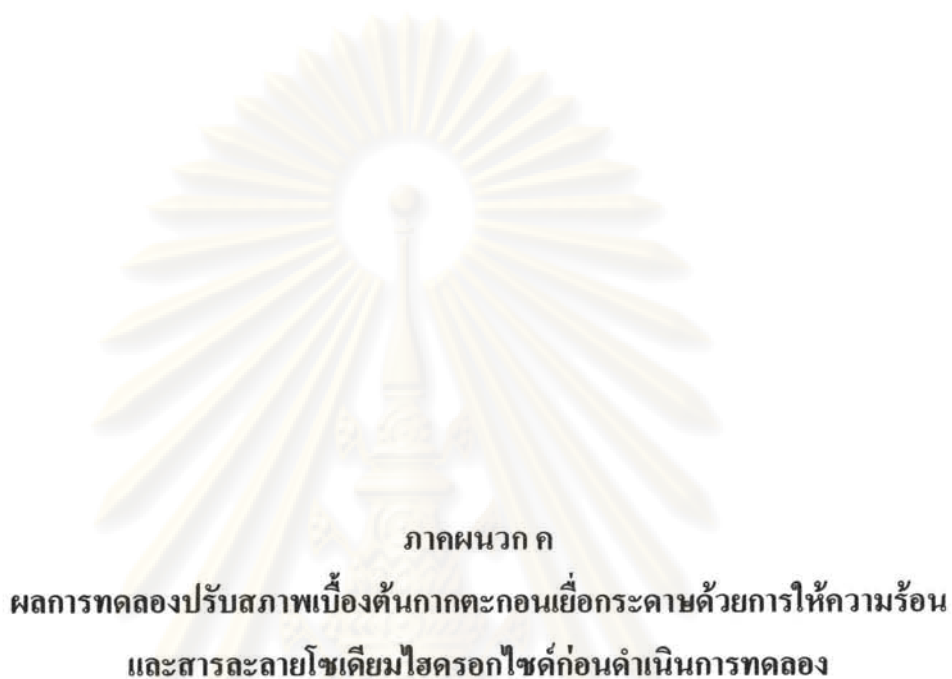 ภาคผนวก ค
ผลการทดลองปรับสภาพเบื้องต้นกากตะกอนเยื่อกระดาษด้วยการให้ความร้อน
และสารละลายโซเดียมไฮดรอกไซด์ก่อนดำเนินการทดลอง